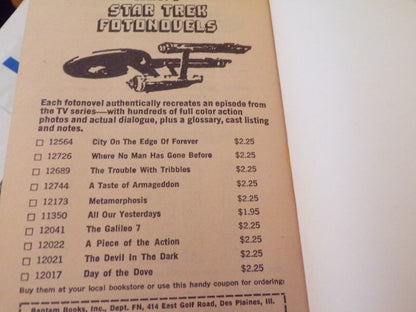 STAR TREK
FOTONOVELS
Each fotonovel authentically recreates an episode from
the TV series—with hundreds of full color action
photos and actual dialogue, plus a glossary, cast listing
and notes.
12564 City On The Edge Of Forever $2.25
12726 Where No Man Has Gone Before $2.25
12689 The Trouble With Tribbles $2.25
12744 A Taste of Armageddon $2.25
12173 Metamorphosis $2.25
11350 All Our Yesterdays $1.95
12041 The Galileo 7 $2.25
12022 A Piece of the Action $2.25
12021 The Devil In The Dark $2.25
12017 Day of the Dove $2.25
Buy them at your local bookstore or use this handy coupon for ordering:
Bantam Books, Inc., Dept. FN, 414 East Golf Road, Des Plaines, Ill.